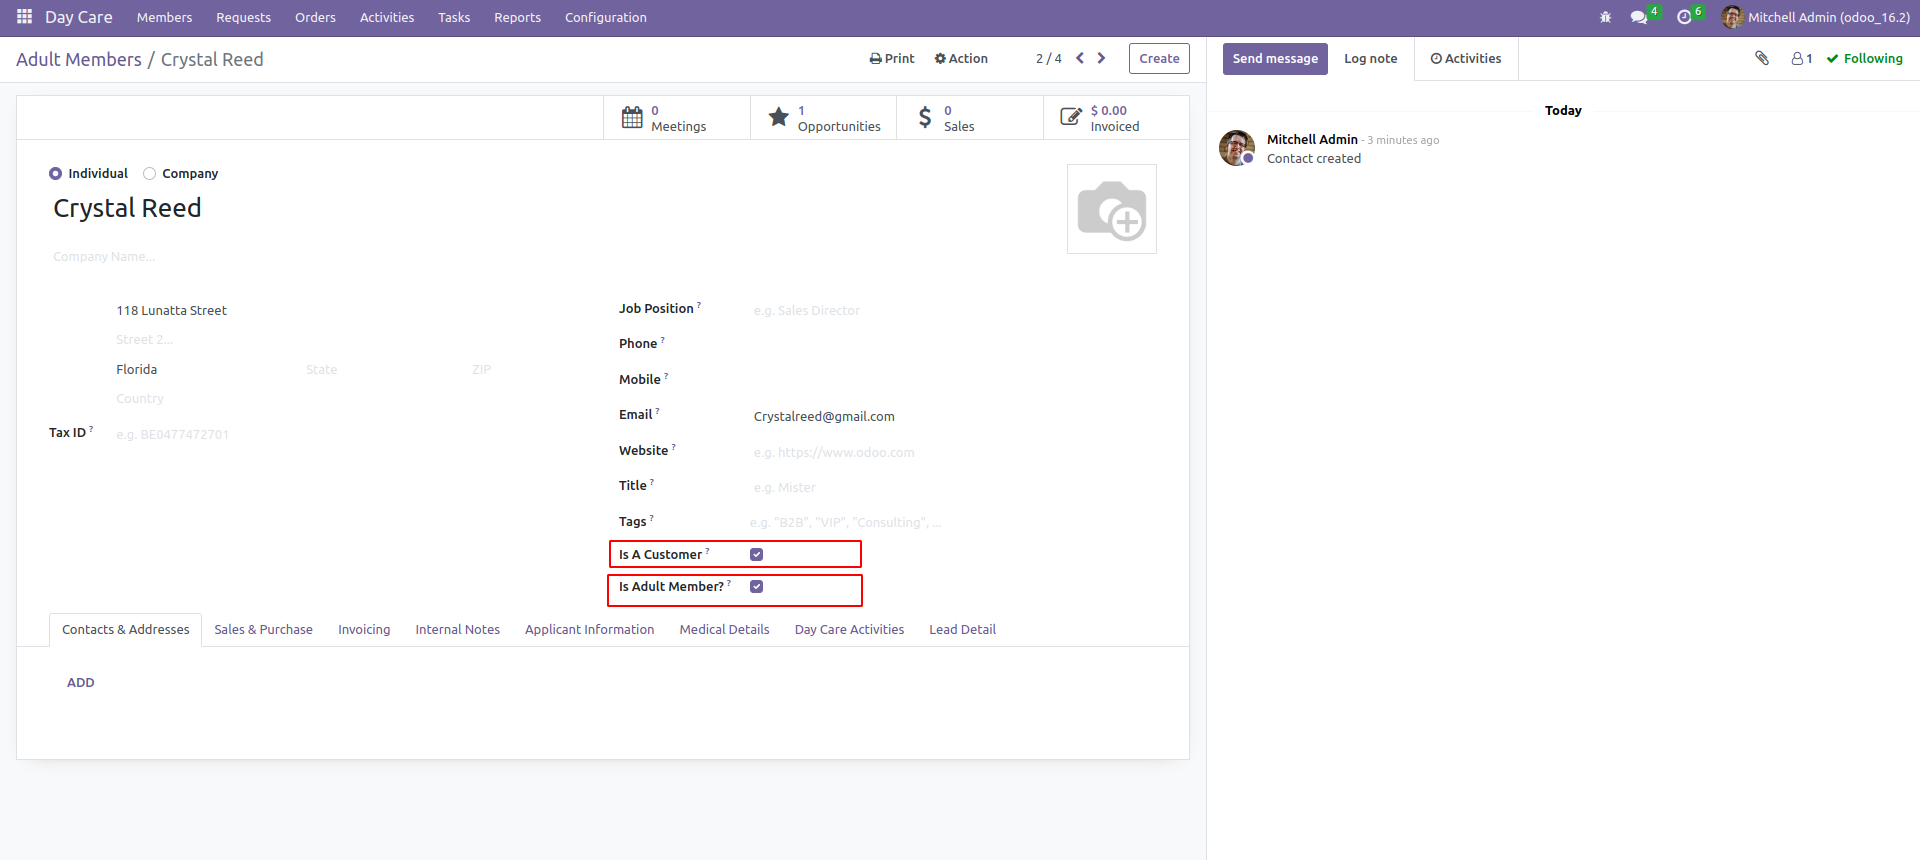 Day Care Members Requests Orders Activities Tasks Reports Configuration 4 6 Mitchell Admin (odoo_16.2)
Adult Members / Crystal Reed Print Action 2 / 4 Create
Send message Log note Activities 1 Following
0 Meetings
1 Opportunities
0 Sales
$ 0.00 Invoiced
Individual Company
Crystal Reed
Company Name...
118 Lunatta Street
Street 2...
Florida State ZIP
Country
Tax ID ? e.g. BE0477472701
Job Position ? e.g. Sales Director
Phone ?
Mobile ?
Email ? Crystalreed@gmail.com
Website ? e.g. https://www.odoo.com
Title ? e.g. Mister
Tags ? e.g. "B2B", "VIP", "Consulting", ...
Is A Customer ?
Is Adult Member? ?
Contacts & Addresses Sales & Purchase Invoicing Internal Notes Applicant Information Medical Details Day Care Activities Lead Detail
ADD
Today
Mitchell Admin - 3 minutes ago
Contact created